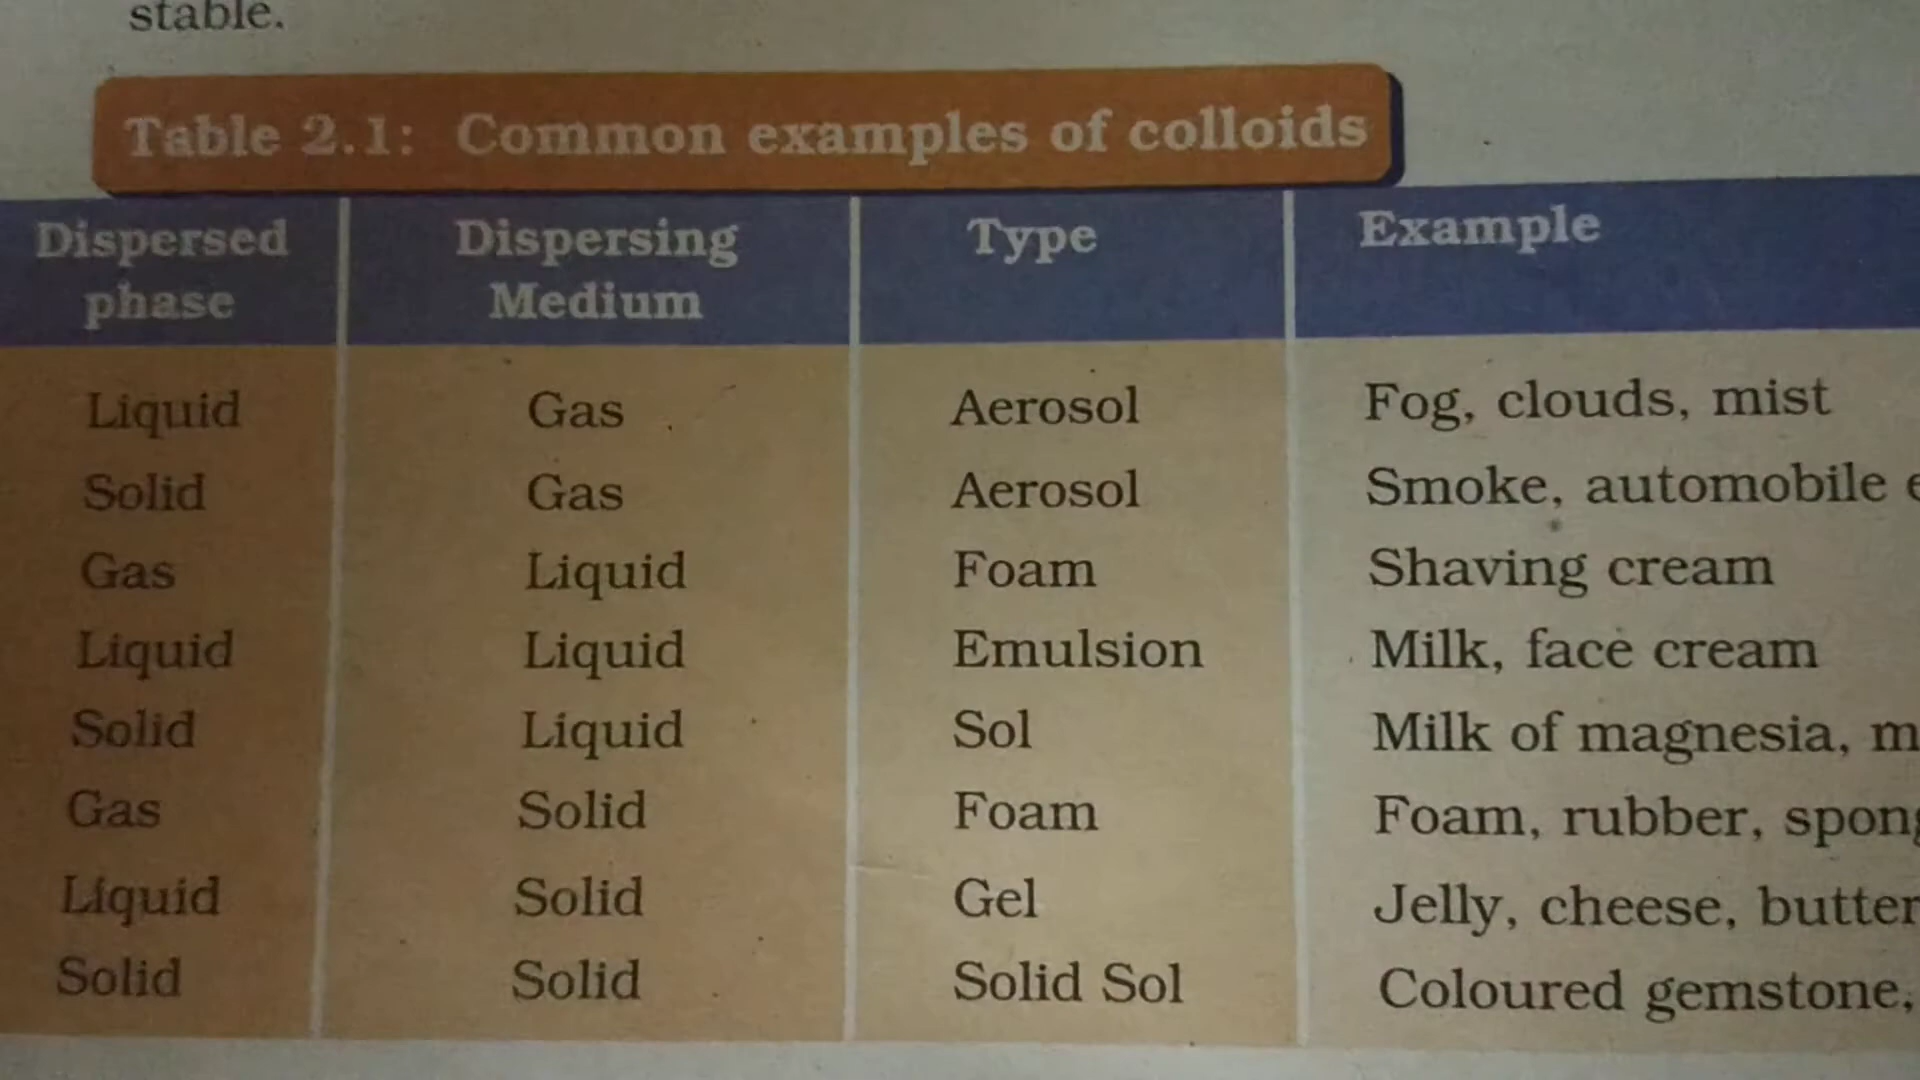 stable.
Table 2.1: Common examples of colloids
Dispersed phase Dispersing Medium Type Example
Liquid Gas Aerosol Fog, clouds, mist
Solid Gas Aerosol Smoke, automobile
Gas Liquid Foam Shaving cream
Liquid Liquid Emulsion Milk, face cream
Solid Liquid Sol Milk of magnesia,
Gas Solid Foam Foam, rubber,
Liquid Solid Gel Jelly, cheese, butter
Solid Solid Solid Sol Coloured gemstone,